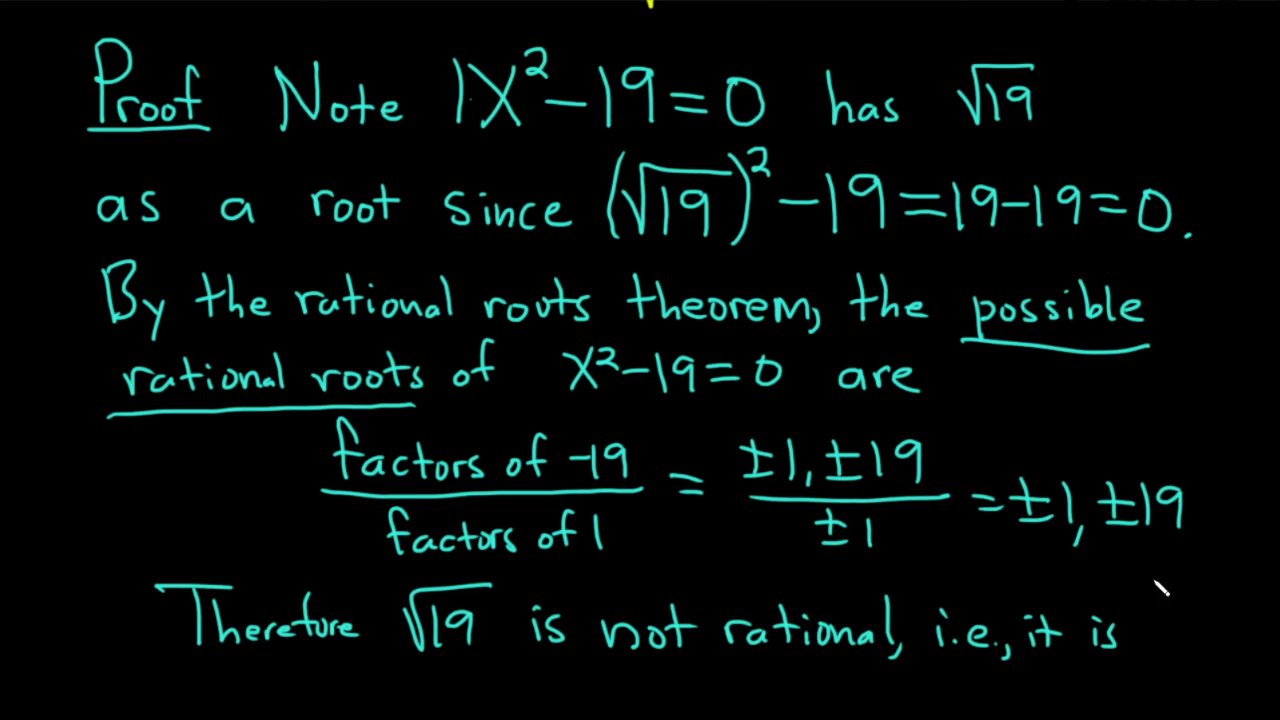 Proof Note 1x² - 19 = 0 has √19
as a root since (√19)² - 19 = 19 - 19 = 0.
By the rational roots theorem, the possible
rational roots of x² - 19 = 0 are
factors of -19 / factors of 1 = ±1, ±19 / ±1 = ±1, ±19
Therefore √19 is not rational, i.e., it is